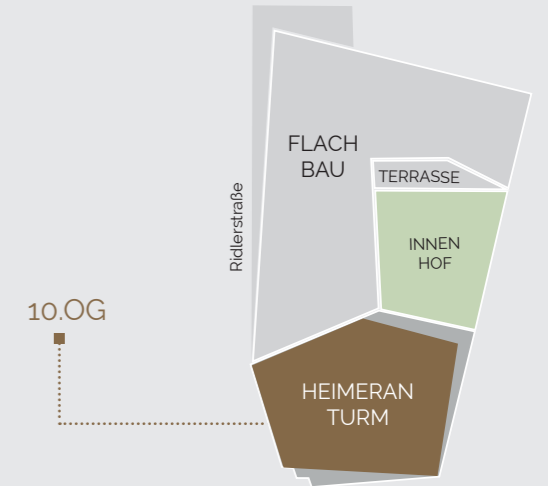 FLACH
BAU
TERRASSE
Ridlerstraße
INNEN
HOF
10.OG
HEIMERAN
TURM